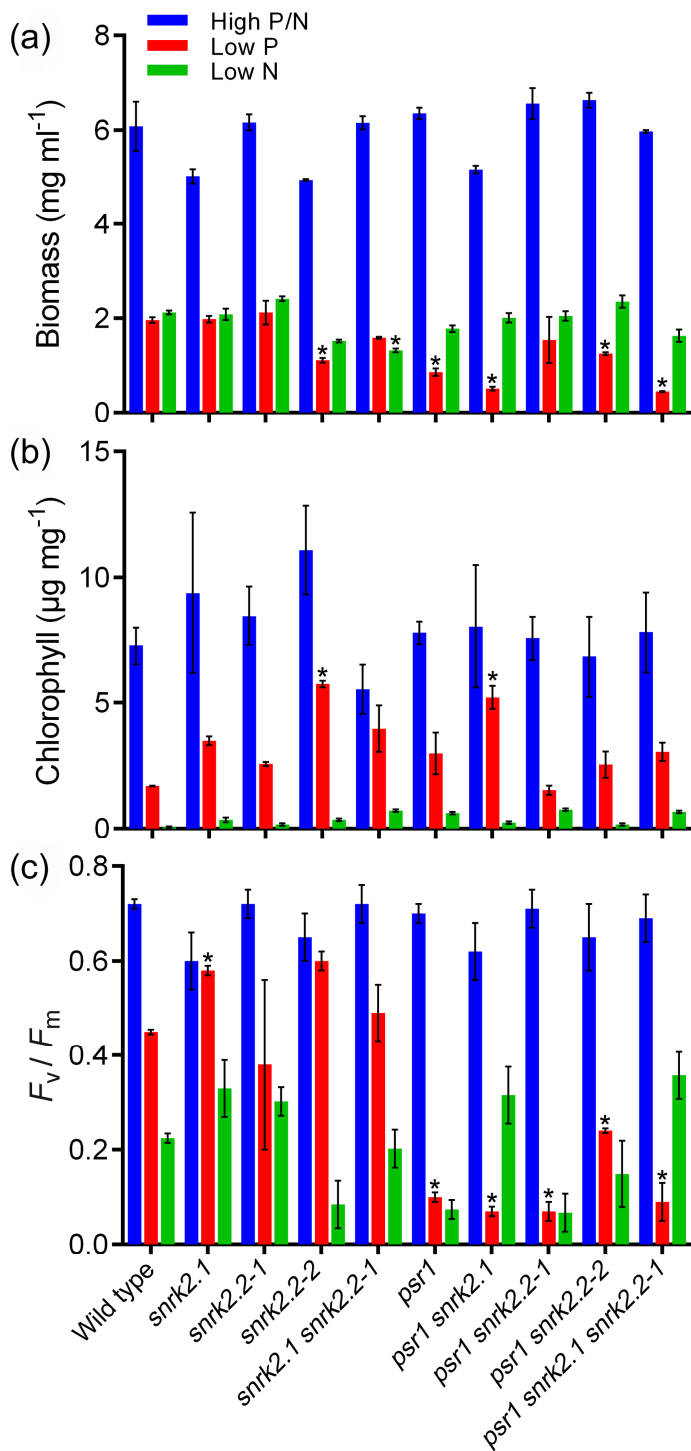 (a)
High P/N
Low P
Low N
Biomass (mg ml⁻¹)
8
6
4
2
0
*
*
*
*
*
*
(b)
Chlorophyll (µg mg⁻¹)
15
10
5
0
*
*
(c)
Fv / Fm
0.8
0.6
0.4
0.2
0.0
*
*
*
*
*
*
Wild type
snrk2.1
snrk2.2-1
snrk2.2-2
snrk2.1 snrk2.2-1
psr1
psr1 snrk2.1
psr1 snrk2.2-1
psr1 snrk2.2-2
psr1 snrk2.1 snrk2.2-1